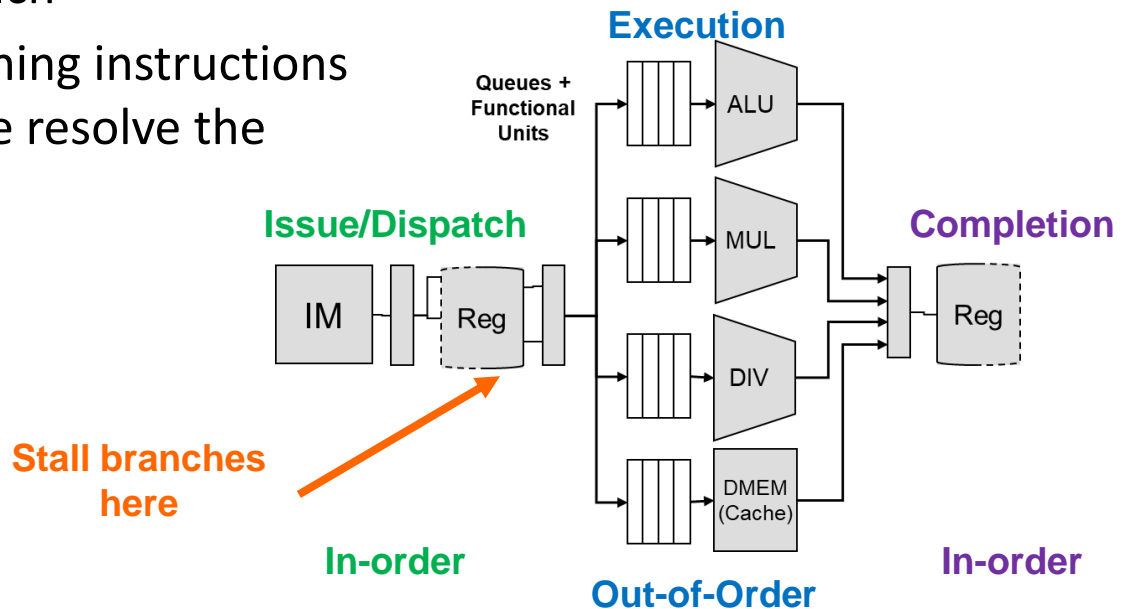 ning instructions
e resolve the
Execution
Queues +
Functional
Units
ALU
Issue/Dispatch
MUL
Completion
IM
Reg
Reg
DIV
Stall branches
here
DMEM
(Cache)
In-order
Out-of-Order
In-order